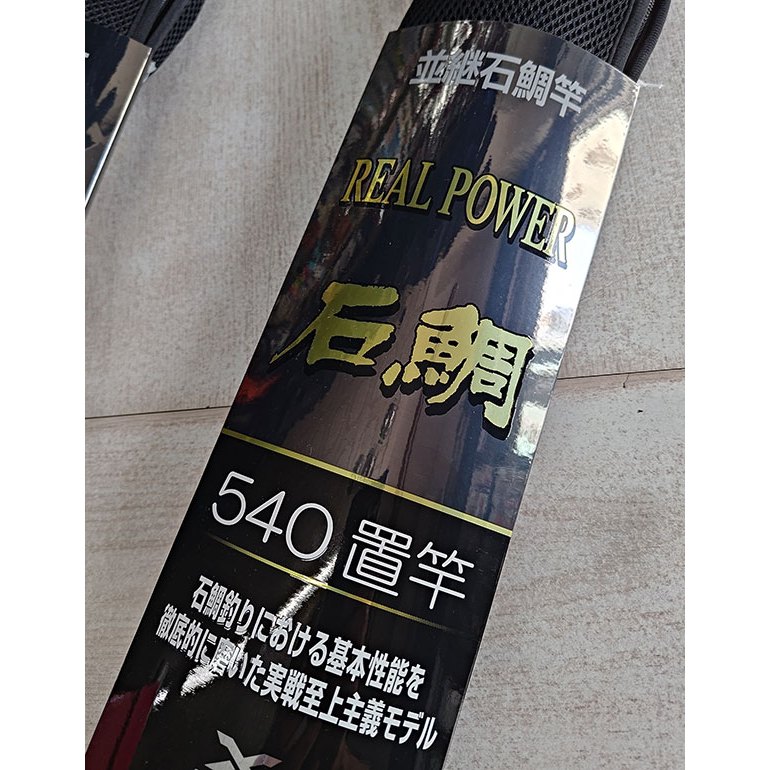 並継石鯛竿
REAL POWER
石鯛
540 置竿
石鯛釣りにおける基本性能を
徹底的に磨いた実戦至上主義モデル